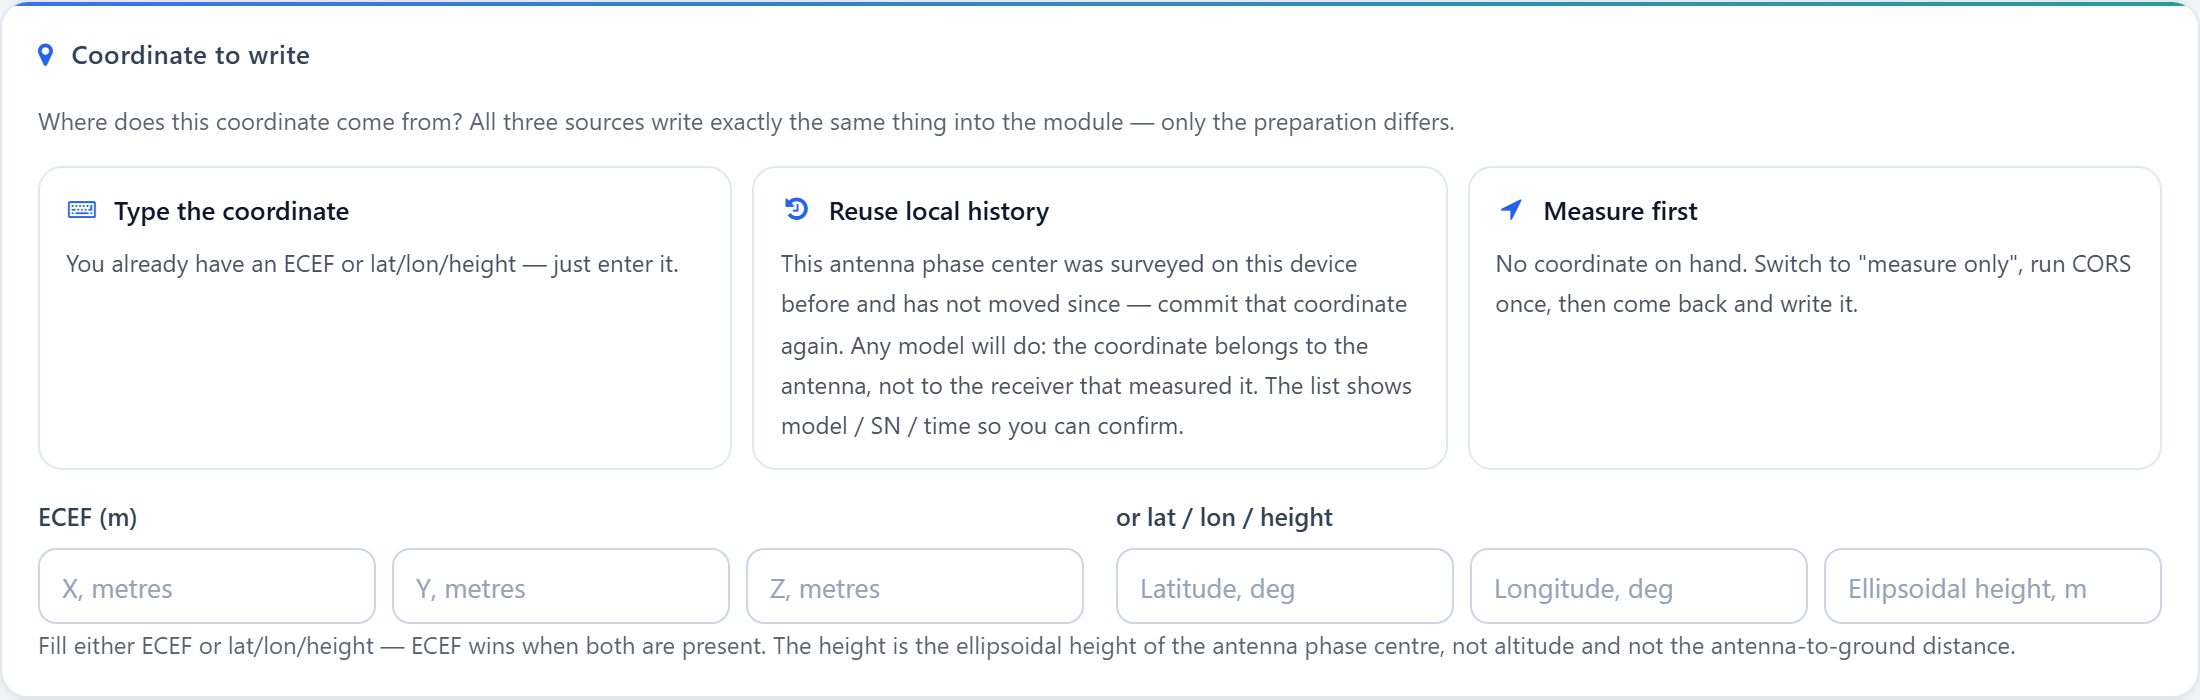 Coordinate to write
Where does this coordinate come from? All three sources write exactly the same thing into the module — only the preparation differs.
Type the coordinate
You already have an ECEF or lat/lon/height — just enter it.
Reuse local history
This antenna phase center was surveyed on this device
before and has not moved since — commit that coordinate
again. Any model will do: the coordinate belongs to the
antenna, not to the receiver that measured it. The list shows
model / SN / time so you can confirm.
Measure first
No coordinate on hand. Switch to "measure only", run CORS
once, then come back and write it.
ECEF (m)
X, metres
Y, metres
Z, metres
or lat / lon / height
Latitude, deg
Longitude, deg
Ellipsoidal height, m
Fill either ECEF or lat/lon/height — ECEF wins when both are present. The height is the ellipsoidal height of the antenna phase centre, not altitude and not the antenna-to-ground distance.